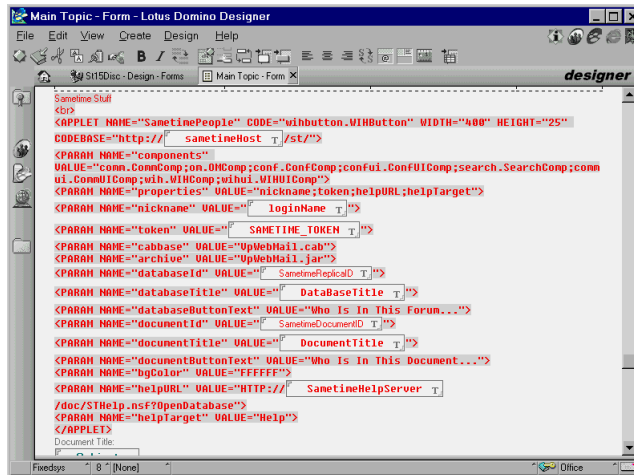 Main Topic - Form - Lotus Domino Designer
File Edit View Create Design Help
St15Disc - Design - Forms Main Topic - Form designer
Sametime Stuff
<br>
<APPLET NAME="SametimePeople" CODE="wihbutton.WIHButton" WIDTH="400" HEIGHT="25"
CODEBASE="http:// sametimeHost T /st/">
<PARAM NAME="components"
VALUE="comm.CommComp;om.OMComp;conf.ConfComp;confui.ConfUIComp;search.SearchComp;comm
ui.CommUIComp;wih.WIHComp;wihui.WIHUIComp">
<PARAM NAME="properties" VALUE="nickname;token;helpURL;helpTarget">
<PARAM NAME="nickname" VALUE=" loginName T ">
<PARAM NAME="token" VALUE=" SAMETIME_TOKEN T ">
<PARAM NAME="cabbase" VALUE="VpWebMail.cab">
<PARAM NAME="archive" VALUE="VpWebMail.jar">
<PARAM NAME="databaseId" VALUE=" SametimeReplicaID T ">
<PARAM NAME="databaseTitle" VALUE=" DataBaseTitle T ">
<PARAM NAME="databaseButtonText" VALUE="Who Is In This Forum...">
<PARAM NAME="documentId" VALUE=" SametimeDocumentID T ">
<PARAM NAME="documentTitle" VALUE=" DocumentTitle T ">
<PARAM NAME="documentButtonText" VALUE="Who Is In This Document...">
<PARAM NAME="bgColor" VALUE="FFFFFF">
<PARAM NAME="helpURL" VALUE="HTTP:// SametimeHelpServer T
/doc/STHelp.nsf?OpenDatabase">
<PARAM NAME="helpTarget" VALUE="Help">
</APPLET>
Document Title:
Fixedsys 8 [None] Office